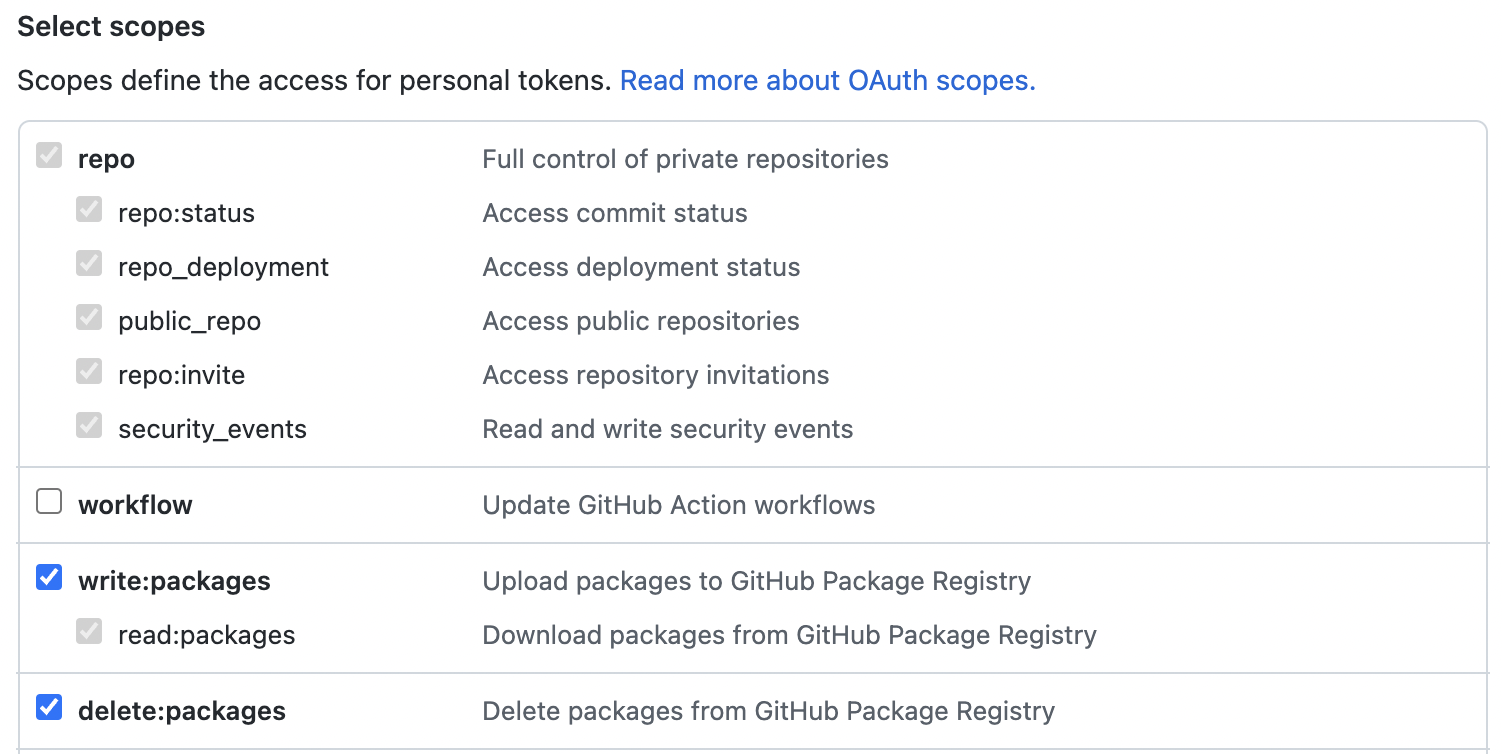 Select scopes
Scopes define the access for personal tokens. Read more about OAuth scopes.
repo Full control of private repositories
repo:status Access commit status
repo_deployment Access deployment status
public_repo Access public repositories
repo:invite Access repository invitations
security_events Read and write security events
workflow Update GitHub Action workflows
write:packages Upload packages to GitHub Package Registry
read:packages Download packages from GitHub Package Registry
delete:packages Delete packages from GitHub Package Registry